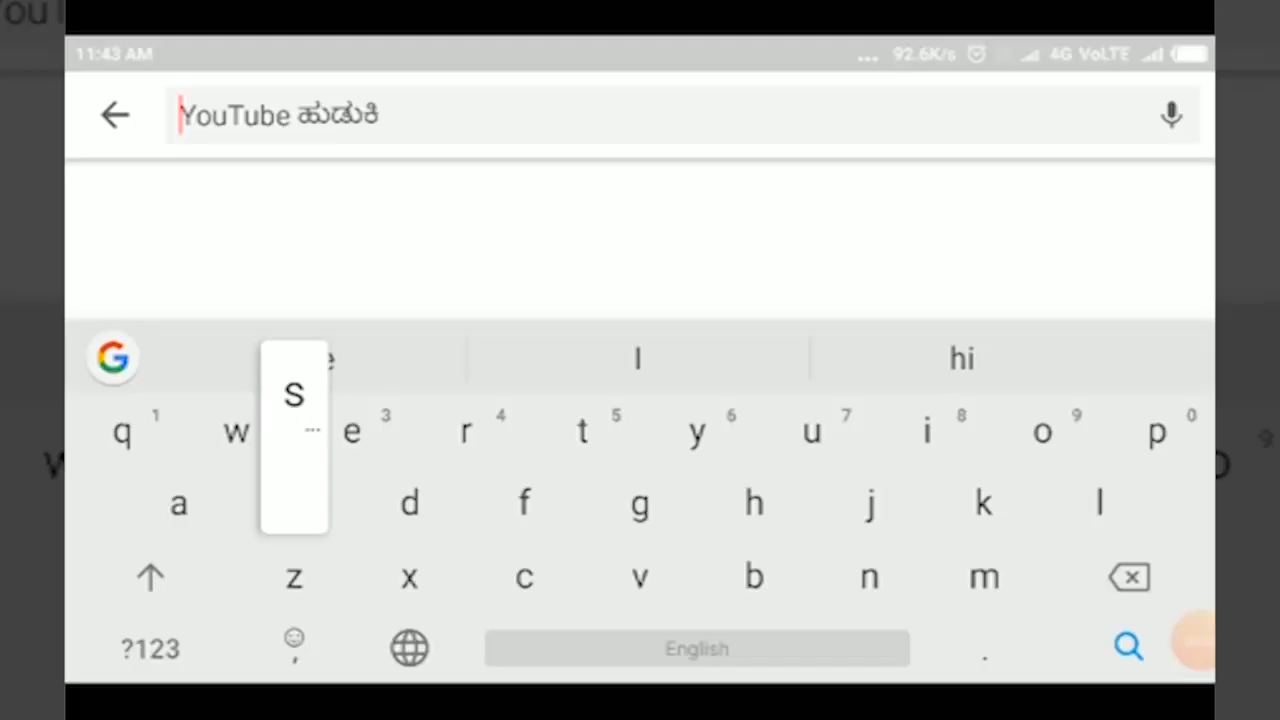 11:43 AM ... 92.6K/s 4G VoLTE
YouTube ಹುಡುಕಿ
I hi
q 1 w e 3 r 4 t 5 y 6 u 7 i 8 o 9 p 0
S
a d f g h j k l
z x c v b n m
?123 , English .